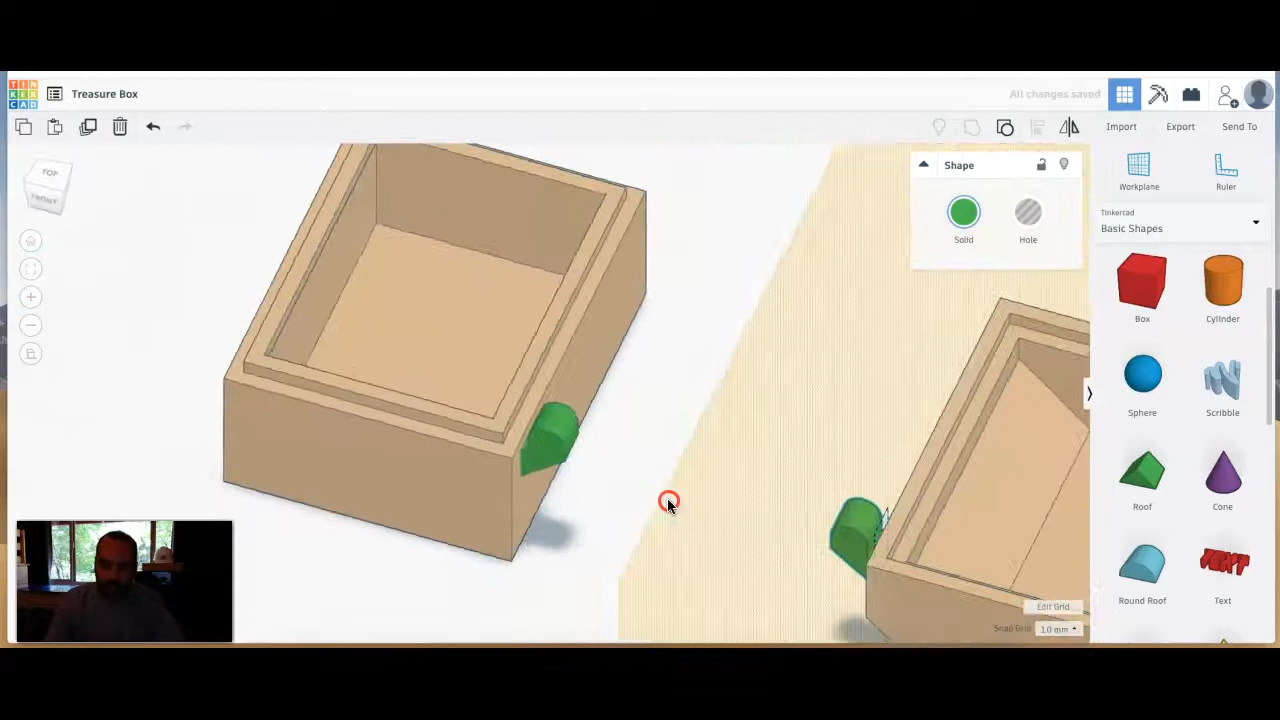 TIN
KER
CAD
Treasure Box
All changes saved
Import
Export
Send To
TOP
FRONT
Shape
Solid
Hole
Workplane
Ruler
Tinkercad
Basic Shapes
Box
Cylinder
Sphere
Scribble
Roof
Cone
Round Roof
TEXT
Text
Edit Grid
Snap Grid
1.0 mm